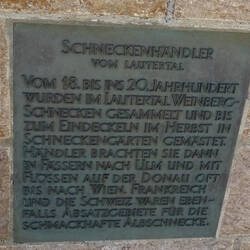 SCHNECKENHÄNDLER
VOM LAUTERTAL
VOM 18. BIS INS 20. JAHRHUNDERT
WURDEN IM LAUTERTAL WEINBERG-
SCHNECKEN GESAMMELT UND BIS
ZUM EINDECKELN IM HERBST IN
SCHNECKENGÄRTEN GEMÄSTET.
HÄNDLER BRACHTEN SIE DANN
IN FÄSSERN NACH ULM UND MIT
FLÖSSEN AUF DER DONAU OFT
BIS NACH WIEN. FRANKREICH
UND DIE SCHWEIZ WAREN EBEN-
FALLS ABSATZGEBIETE FÜR DIE
SCHMACKHAFTE ALBSCHNECKE.